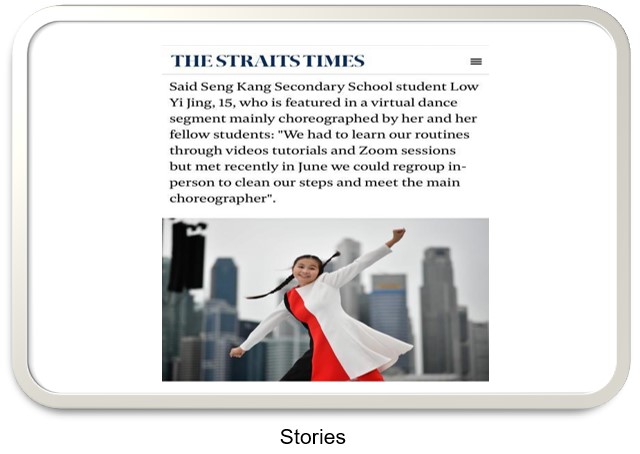 THE STRAITS TIMES
Said Seng Kang Secondary School student Low
Yi Jing, 15, who is featured in a virtual dance
segment mainly choreographed by her and her
fellow students: "We had to learn our routines
through videos tutorials and Zoom sessions
but met recently in June we could regroup in-
person to clean our steps and meet the main
choreographer".
Stories